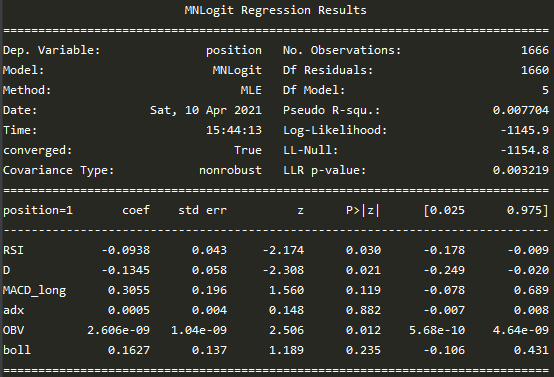 MNLogit Regression Results
==============================================================================
Dep. Variable: position No. Observations: 1666
Model: MNLogit Df Residuals: 1660
Method: MLE Df Model: 5
Date: Sat, 10 Apr 2021 Pseudo R-squ.: 0.007704
Time: 15:44:13 Log-Likelihood: -1145.9
converged: True LL-Null: -1154.8
Covariance Type: nonrobust LLR p-value: 0.003219
==============================================================================
position=1 coef std err z P>|z| [0.025 0.975]
------------------------------------------------------------------------------
RSI -0.0938 0.043 -2.174 0.030 -0.178 -0.009
D -0.1345 0.058 -2.308 0.021 -0.249 -0.020
MACD_long 0.3055 0.196 1.560 0.119 -0.078 0.689
adx 0.0005 0.004 0.148 0.882 -0.007 0.008
OBV 2.606e-09 1.04e-09 2.506 0.012 5.68e-10 4.64e-09
boll 0.1627 0.137 1.189 0.235 -0.106 0.431
==============================================================================